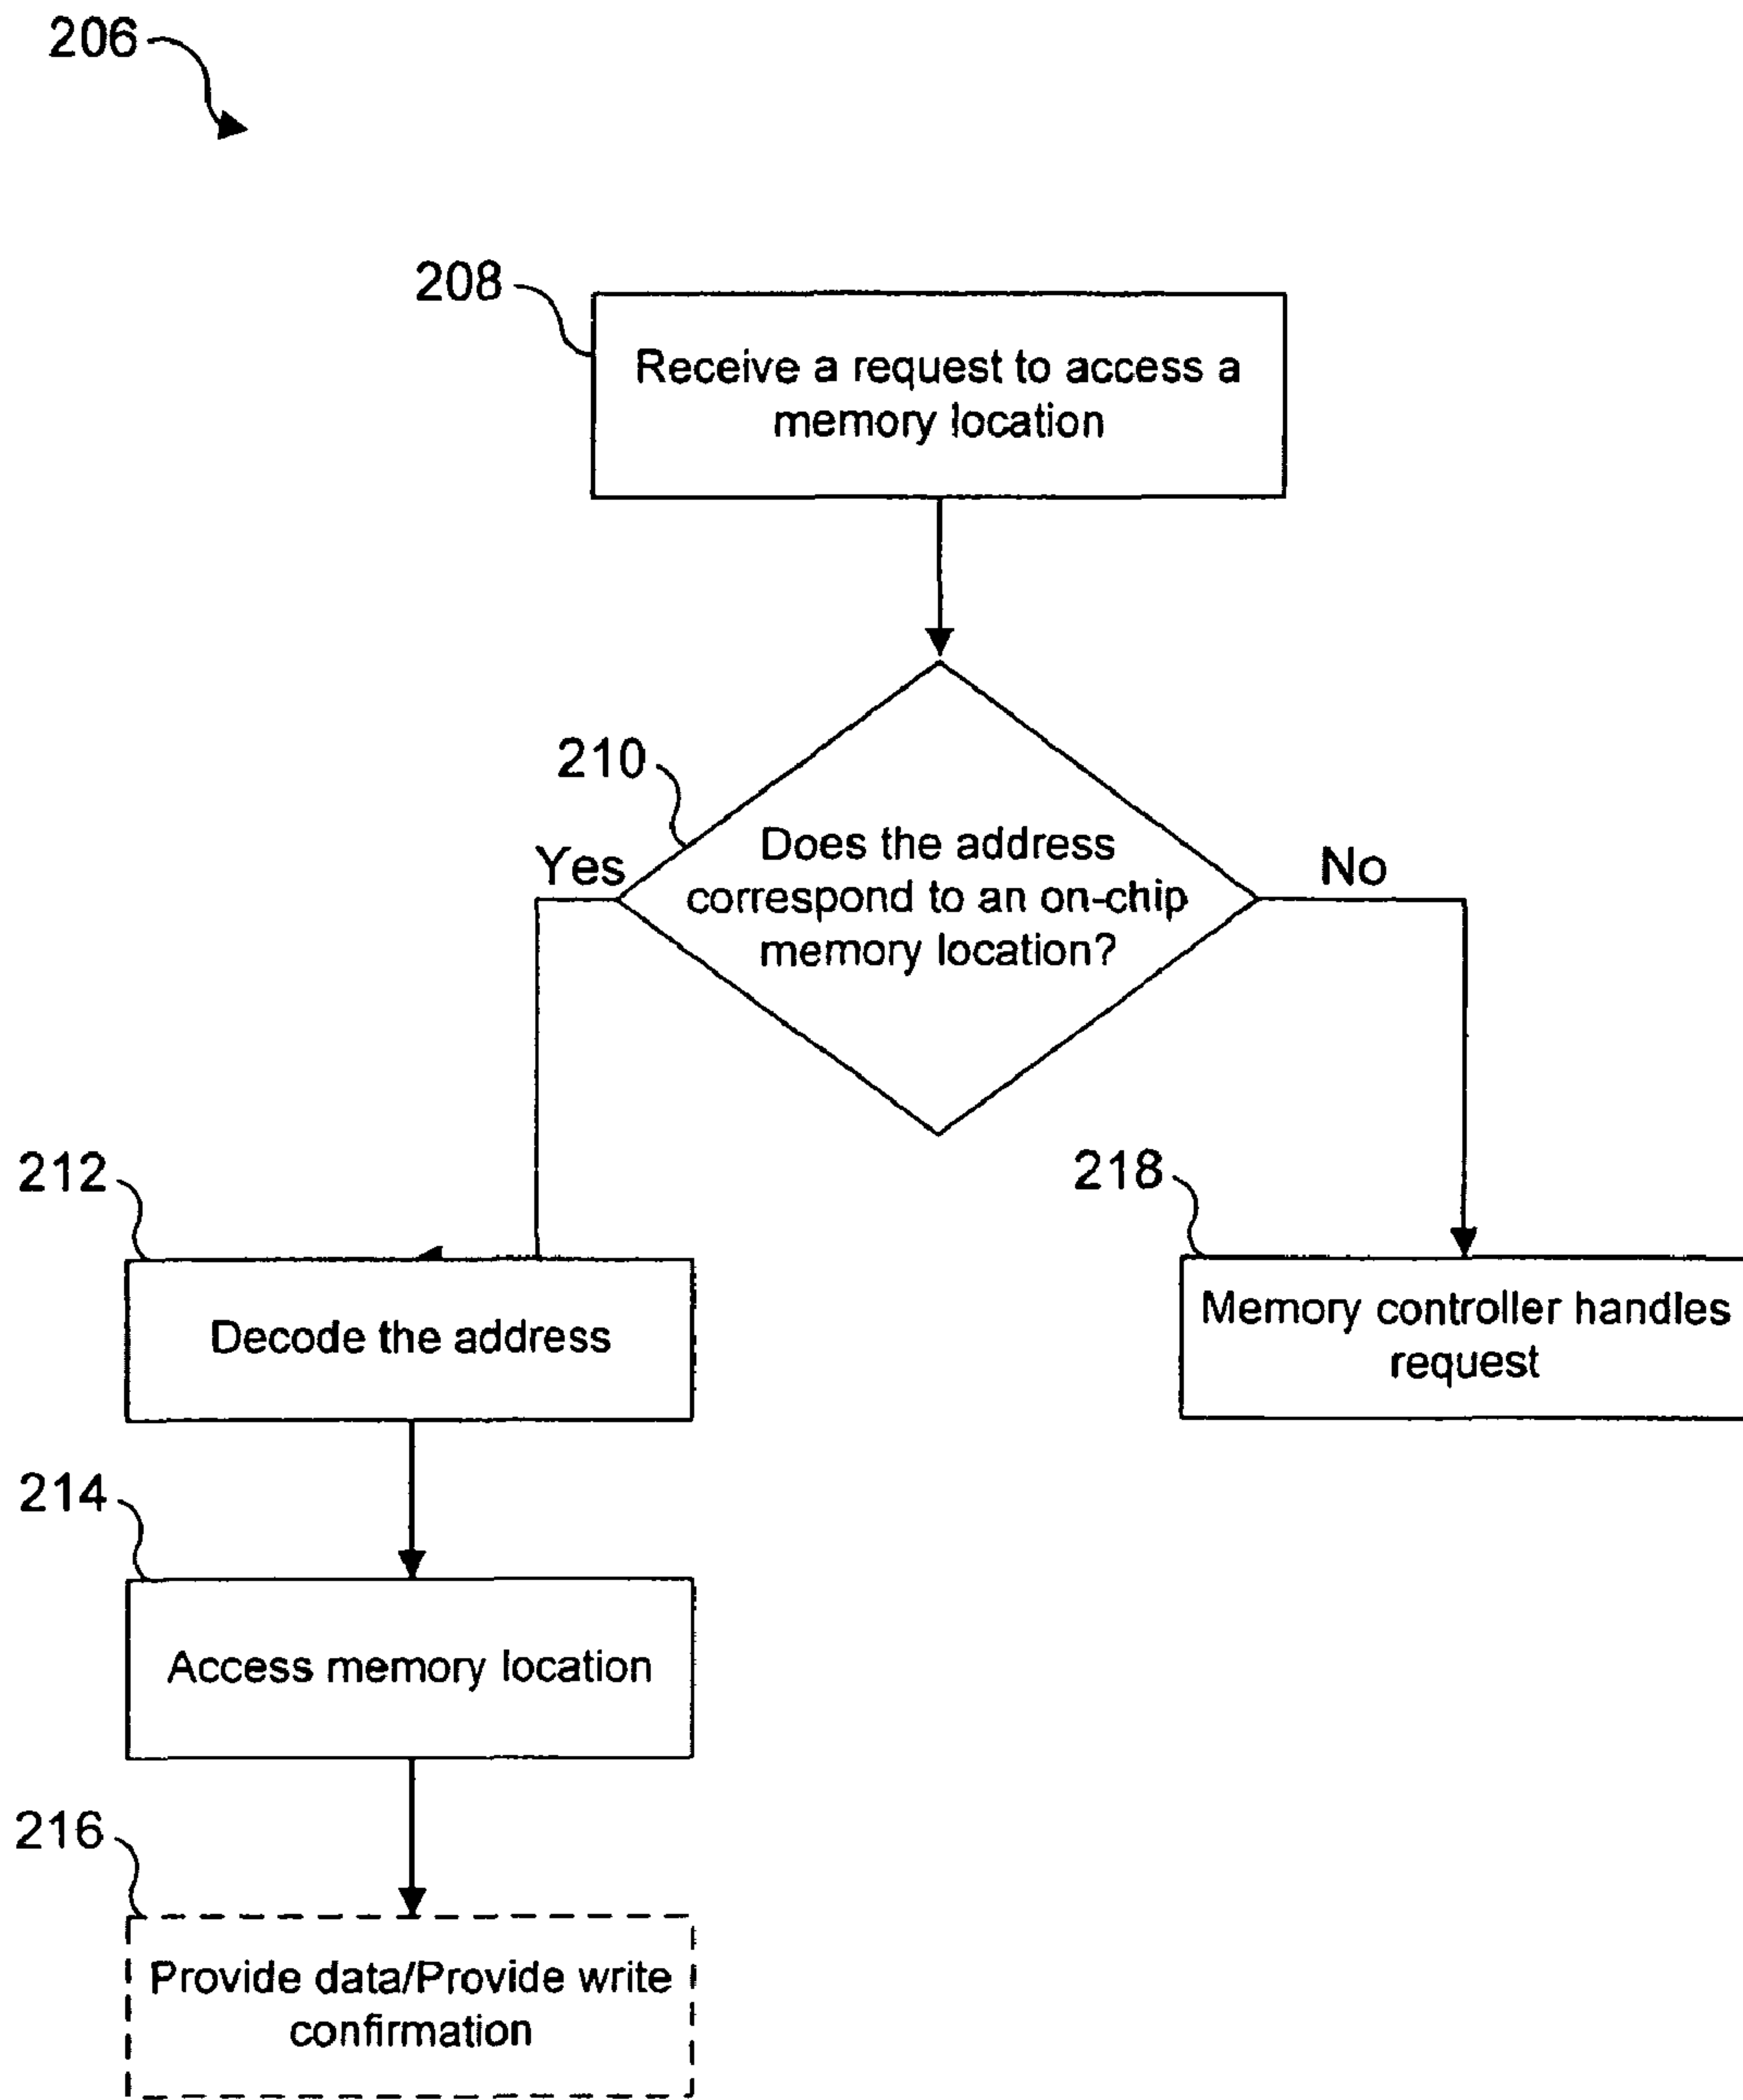 206
208
Receive a request to access a
memory location
210
Does the address
correspond to an on-chip
memory location?
Yes
No
212
Decode the address
218
Memory controller handles
request
214
Access memory location
216
Provide data/Provide write
confirmation